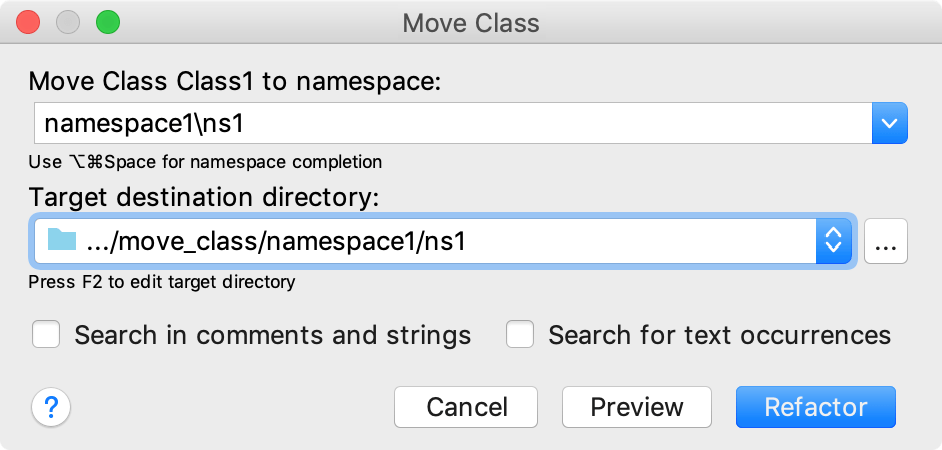 Move Class
Move Class Class1 to namespace:
namespace1\ns1
Use ⌥⌘Space for namespace completion
Target destination directory:
.../move_class/namespace1/ns1
...
Press F2 to edit target directory
Search in comments and strings Search for text occurrences
? Cancel Preview Refactor